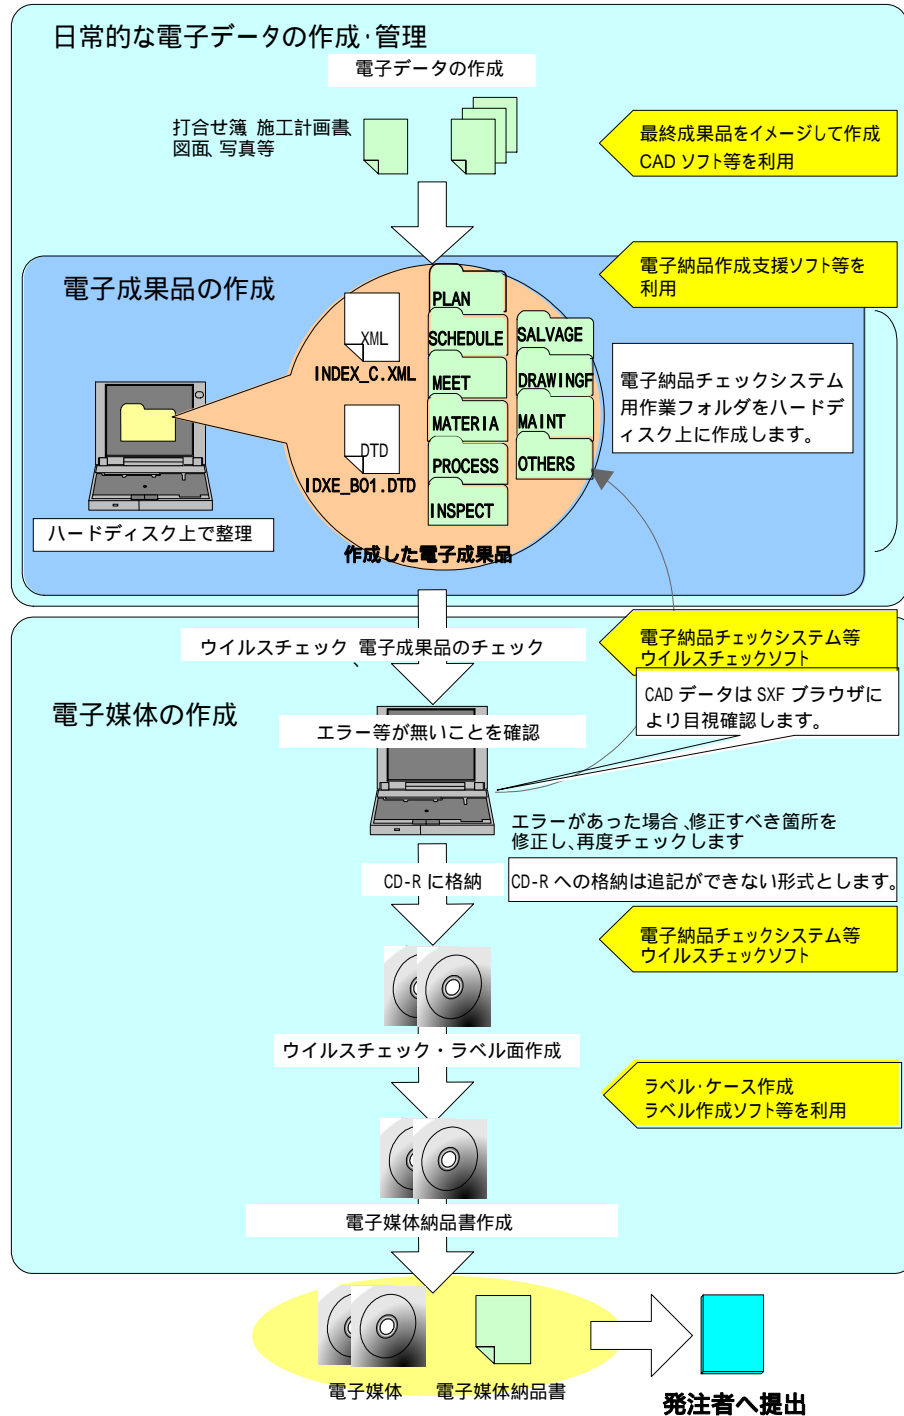 日常的な電子データの作成･管理
電子データの作成
打合せ簿、施工計画書、
図面、写真等
最終成果品をイメージして作成
CAD ソフト等を利用
電子成果品の作成
電子納品作成支援ソフト等を
利用
XML
INDEX_C.XML
DTD
IDXE_B01.DTD
PLAN
SCHEDULE
MEET
MATERIA
PROCESS
INSPECT
SALVAGE
DRAWINGF
MAINT
OTHERS
電子納品チェックシステム
用作業フォルダをハードデ
ィスク上に作成します。
ハードディスク上で整理
作成した電子成果品
ウイルスチェック、電子成果品のチェック
電子納品チェックシステム等
ウイルスチェックソフト
CAD データは SXF ブラウザに
より目視確認します。
電子媒体の作成
エラー等が無いことを確認
エラーがあった場合、修正すべき箇所を
修正し、再度チェックします
CD-R に格納
CD-R への格納は追記ができない形式とします。
電子納品チェックシステム等
ウイルスチェックソフト
ウイルスチェック・ラベル面作成
ラベル･ケース作成
ラベル作成ソフト等を利用
電子媒体納品書作成
電子媒体
電子媒体納品書
発注者へ提出